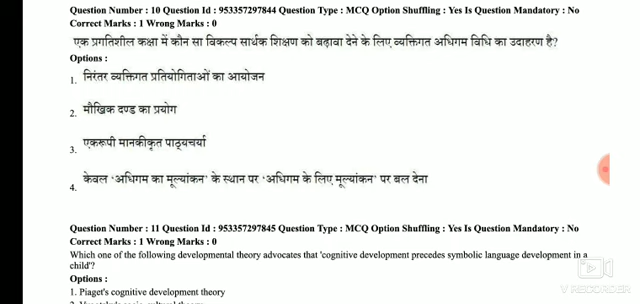 Question Number : 10 Question Id : 953357297844 Question Type : MCQ Option Shuffling : Yes Is Question Mandatory : No
Correct Marks : 1 Wrong Marks : 0
एक प्रगतिशील कक्षा में कौन सा विकल्प सार्थक शिक्षण को बढ़ावा देने के लिए व्यक्तिगत अधिगम विधि का उदाहरण है?
Options :
1. निरंतर व्यक्तिगत प्रतियोगिताओं का आयोजन
2. मौखिक दण्ड का प्रयोग
3. एकरूपी मानकीकृत पाठ्यचर्या
4. केवल 'अधिगम का मूल्यांकन' के स्थान पर 'अधिगम के लिए मूल्यांकन' पर बल देना
Question Number : 11 Question Id : 953357297845 Question Type : MCQ Option Shuffling : Yes Is Question Mandatory : No
Correct Marks : 1 Wrong Marks : 0
Which one of the following developmental theory advocates that 'cognitive development precedes symbolic language development in a
child'?
Options :
1. Piaget's cognitive development theory
V RECORDER